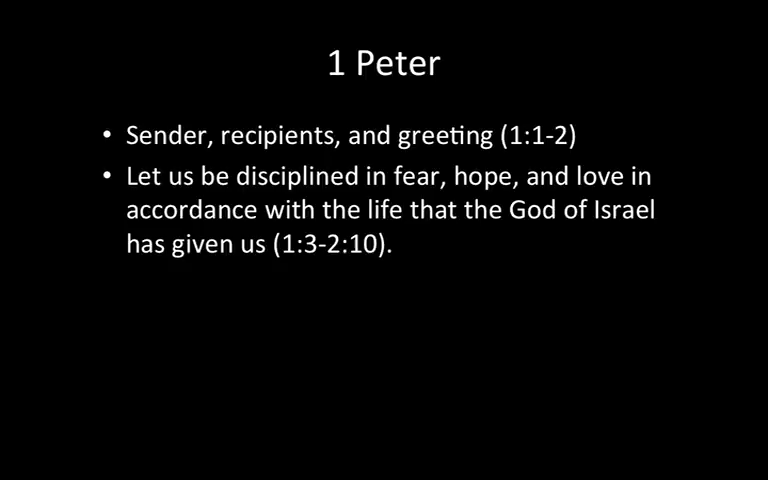 1 Peter
• Sender, recipients, and greeting (1:1-2)
• Let us be disciplined in fear, hope, and love in
accordance with the life that the God of Israel
has given us (1:3-2:10).